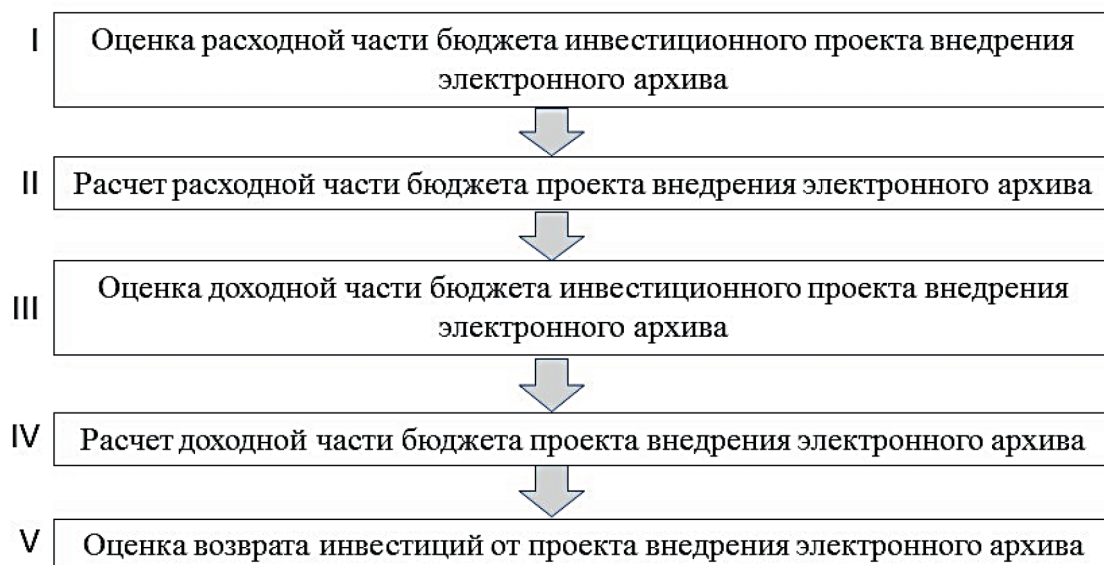 I
Оценка расходной части бюджета инвестиционного проекта внедрения
электронного архива
II
Расчет расходной части бюджета проекта внедрения электронного архива
III
Оценка доходной части бюджета инвестиционного проекта внедрения
электронного архива
IV
Расчет доходной части бюджета проекта внедрения электронного архива
V
Оценка возврата инвестиций от проекта внедрения электронного архива